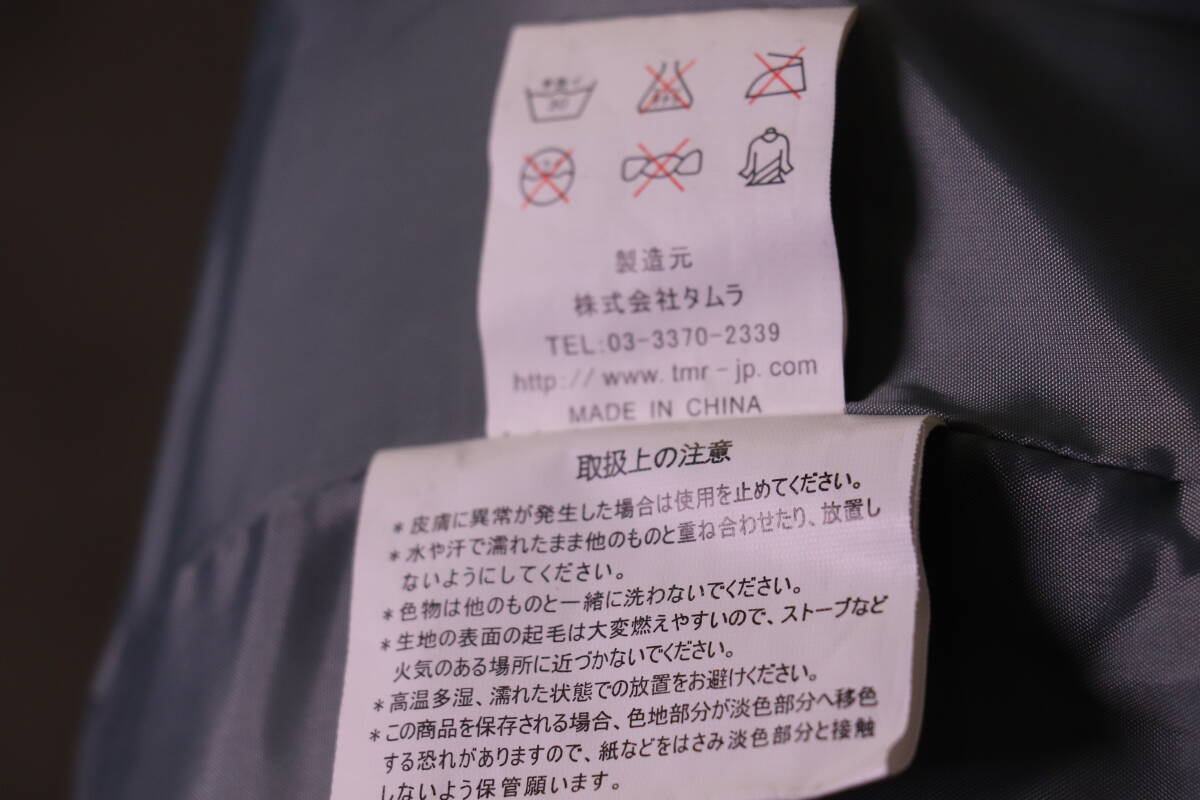 製造元
株式会社タムラ
TEL:03-3370-2339
http://www.tmr-jp.com
MADE IN CHINA
取扱上の注意
＊皮膚に異常が発生した場合は使用を止めてください。
＊水や汗で濡れたまま他のものと重ね合わせたり、放置し
ないようにしてください。
＊色物は他のものと一緒に洗わないでください。
＊生地の表面の起毛は大変燃えやすいので、ストーブなど
火気のある場所に近づかないでください。
＊高温多湿、濡れた状態での放置をお避けください。
＊この商品を保存される場合、色地部分が淡色部分へ移色
する恐れがありますので、紙などをはさみ淡色部分と接触
しないよう保管願います。